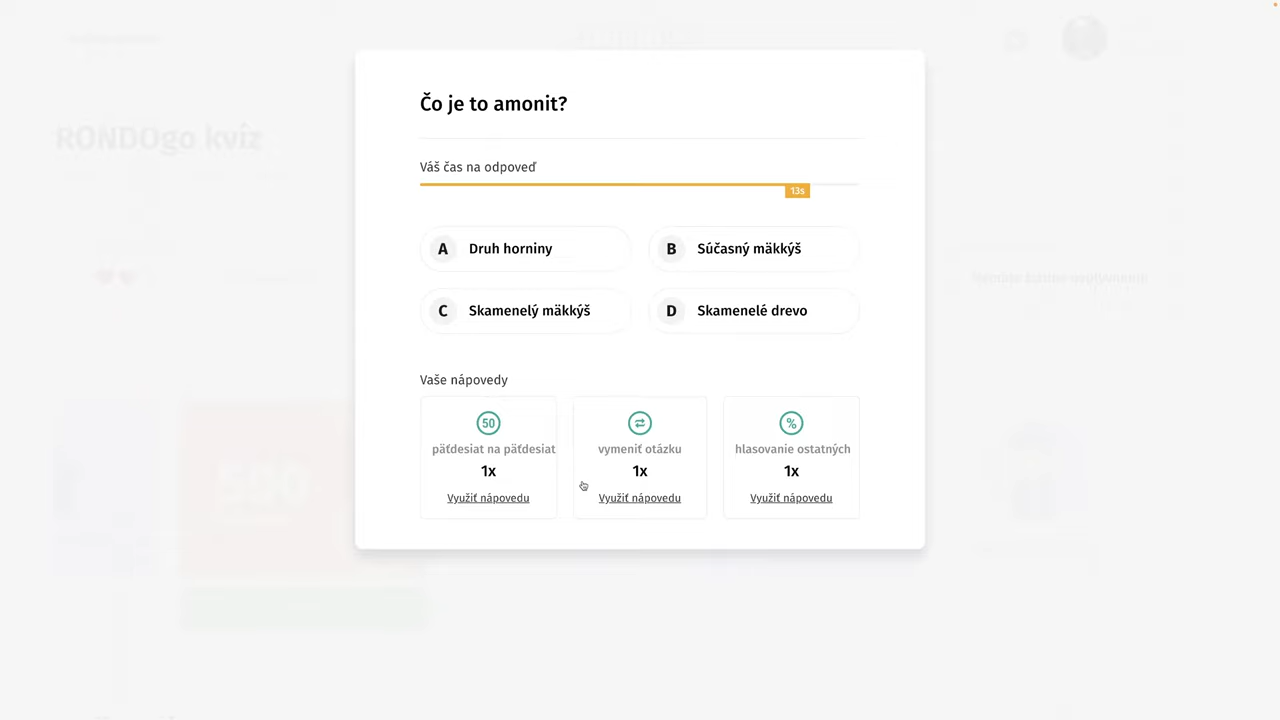 RONDOgo kvíz
Čo je to amonit?
Váš čas na odpoveď
13s
A Druh horniny
B Súčasný mäkkýš
C Skamenelý mäkkýš
D Skamenelé drevo
Vaše nápovedy
50
päťdesiat na päťdesiat
1x
Využiť nápovedu
vymeniť otázku
1x
Využiť nápovedu
%
hlasovanie ostatných
1x
Využiť nápovedu